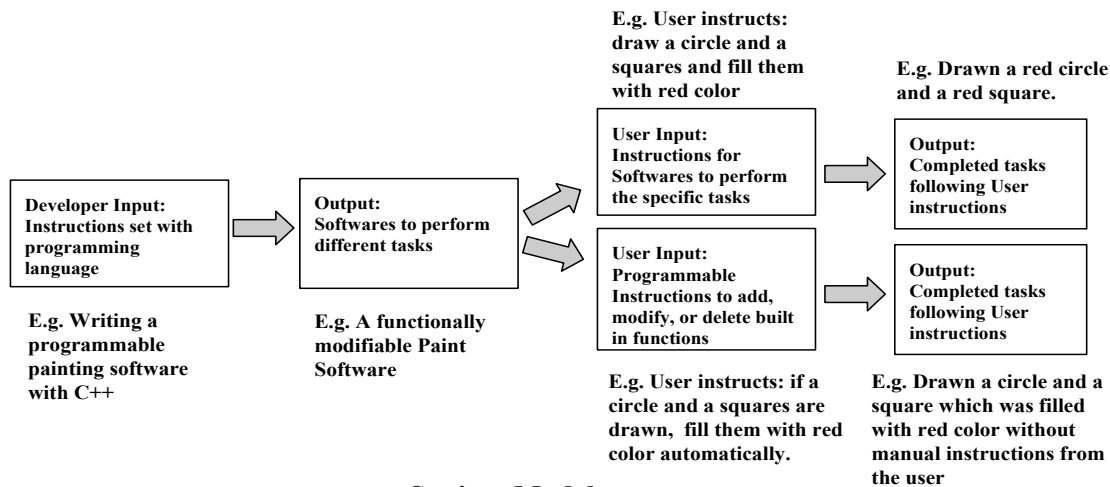 E.g. User instructs:
draw a circle and a
squares and fill them
with red color
E.g. Drawn a red circle
and a red square.
Developer Input:
Instructions set with
programming
language
Output:
Softwares to perform
different tasks
User Input:
Instructions for
Softwares to perform
the specific tasks
Output:
Completed tasks
following User
instructions
User Input:
Programmable
Instructions to add,
modify, or delete built
in functions
Output:
Completed tasks
following User
instructions
E.g. Writing a
programmable
painting software
with C++
E.g. A functionally
modifiable Paint
Software
E.g. User instructs: if a
circle and a squares are
drawn, fill them with red
color automatically.
E.g. Drawn a circle and a
square which was filled
with red color without
manual instructions from
the user